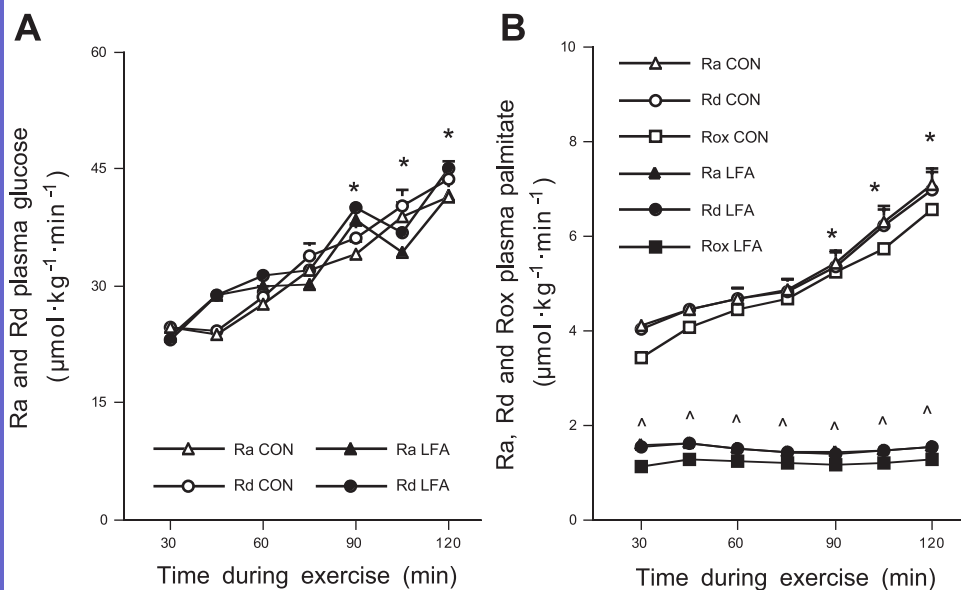 A
Ra and Rd plasma glucose
(µmol·kg⁻¹·min⁻¹)
60
45
30
15
0
*
*
*
Ra CON
Ra LFA
Rd CON
Rd LFA
30
60
90
120
Time during exercise (min)
B
Ra, Rd and Rox plasma palmitate
(µmol·kg⁻¹·min⁻¹)
10
8
6
4
2
0
Ra CON
Rd CON
Rox CON
Ra LFA
Rd LFA
Rox LFA
*
*
*
^ ^ ^ ^ ^ ^ ^
30
60
90
120
Time during exercise (min)